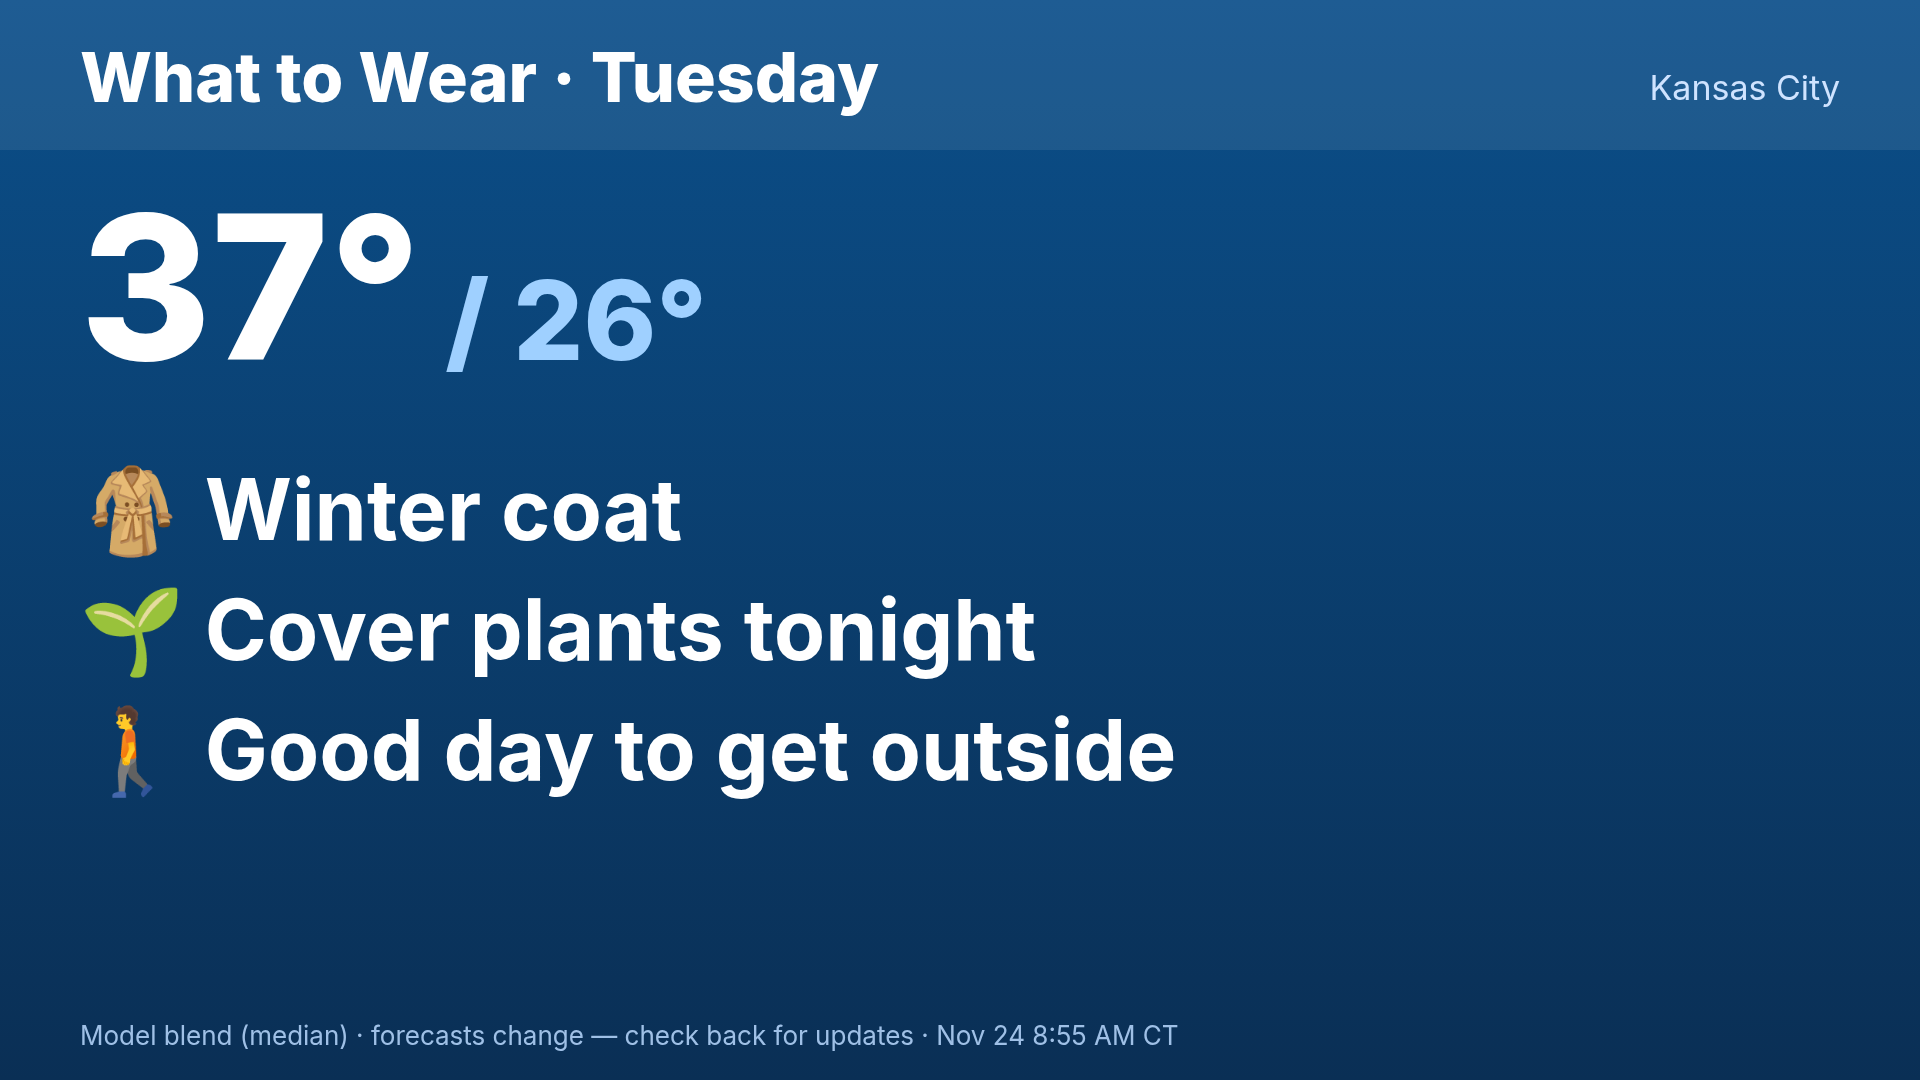 What to Wear · Tuesday
Kansas City
37° / 26°
Winter coat
Cover plants tonight
Good day to get outside
Model blend (median) · forecasts change — check back for updates · Nov 24 8:55 AM CT